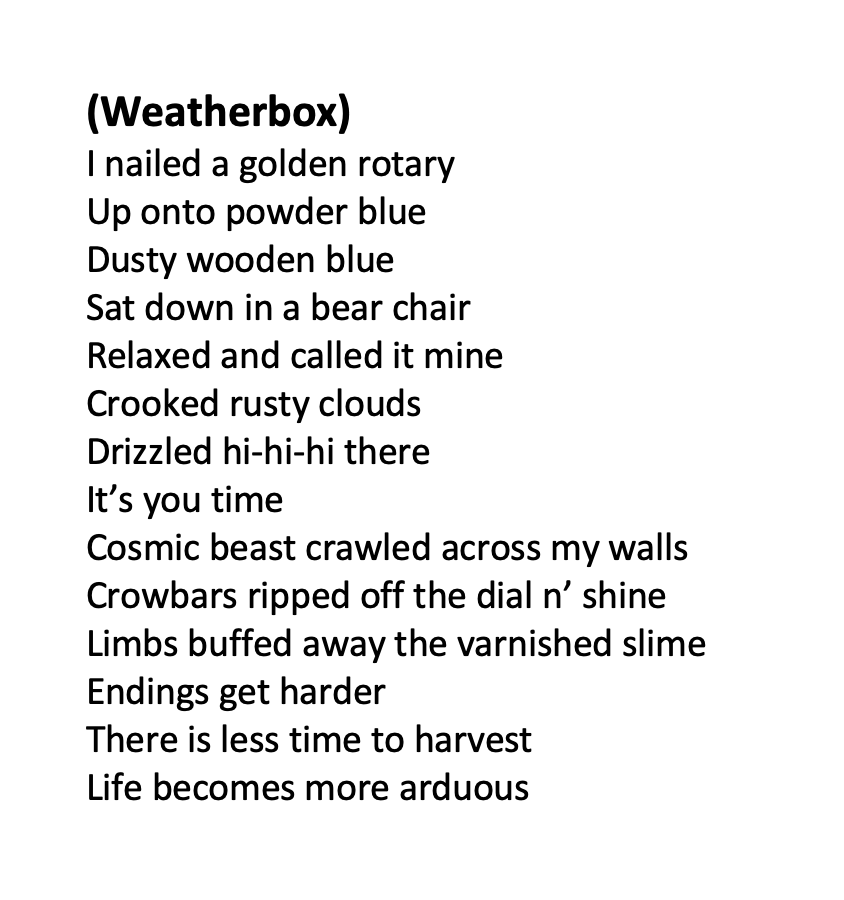 (Weatherbox)
I nailed a golden rotary
Up onto powder blue
Dusty wooden blue
Sat down in a bear chair
Relaxed and called it mine
Crooked rusty clouds
Drizzled hi-hi-hi there
It’s you time
Cosmic beast crawled across my walls
Crowbars ripped off the dial n’ shine
Limbs buffed away the varnished slime
Endings get harder
There is less time to harvest
Life becomes more arduous